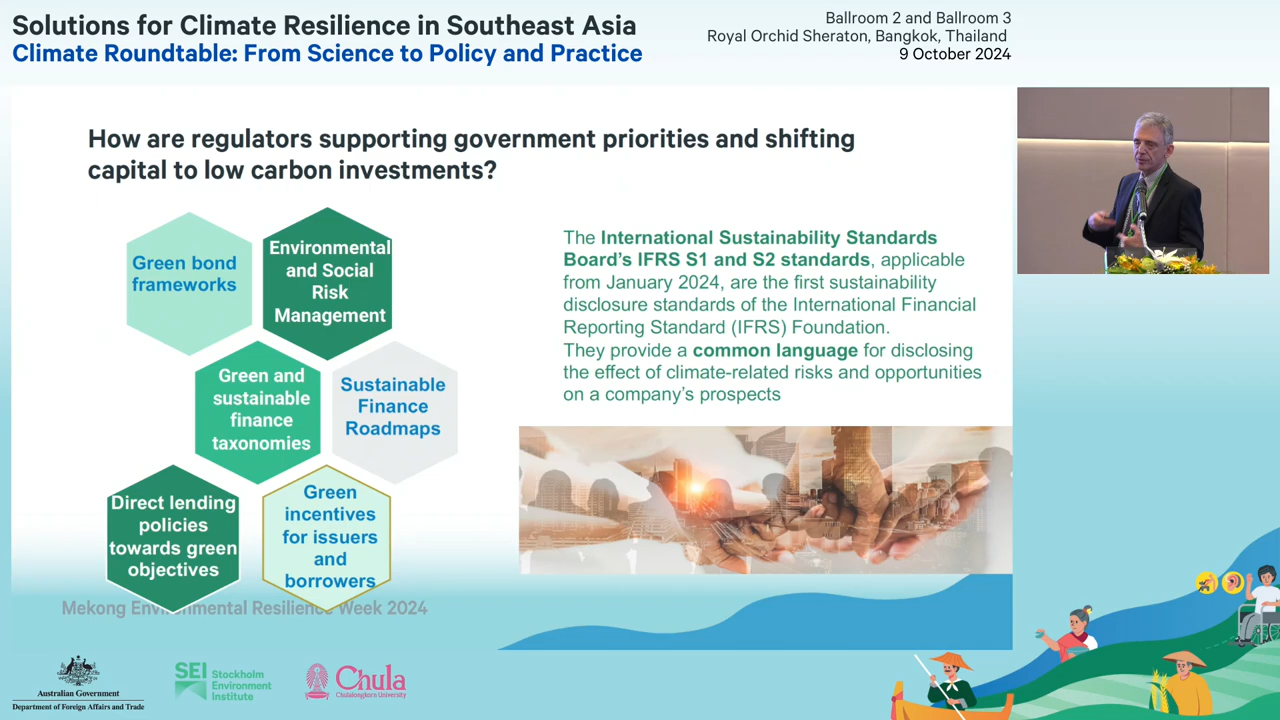 Solutions for Climate Resilience in Southeast Asia
Climate Roundtable: From Science to Policy and Practice
Ballroom 2 and Ballroom 3
Royal Orchid Sheraton, Bangkok, Thailand
9 October 2024
How are regulators supporting government priorities and shifting
capital to low carbon investments?
Green bond
frameworks
Environmental
and Social
Risk
Management
Green and
sustainable
finance
taxonomies
Sustainable
Finance
Roadmaps
Direct lending
policies
towards green
objectives
Green
incentives
for issuers
and
borrowers
The International Sustainability Standards
Board's IFRS S1 and S2 standards, applicable
from January 2024, are the first sustainability
disclosure standards of the International Financial
Reporting Standard (IFRS) Foundation.
They provide a common language for disclosing
the effect of climate-related risks and opportunities
on a company's prospects
Mekong Environmental Resilience Week 2024
Australian Government
Department of Foreign Affairs and Trade
SEI Stockholm
Environment
Institute
Chula
Chulalongkorn University